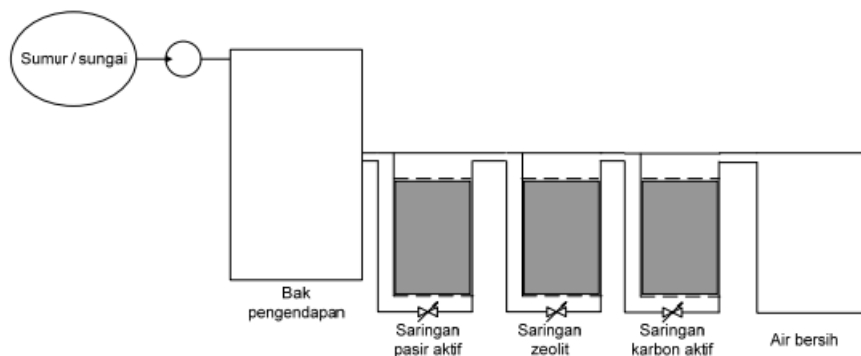 Sumur / sungai
Bak
pengendapan
Saringan
pasir aktif
Saringan
zeolit
Saringan
karbon aktif
Air bersih